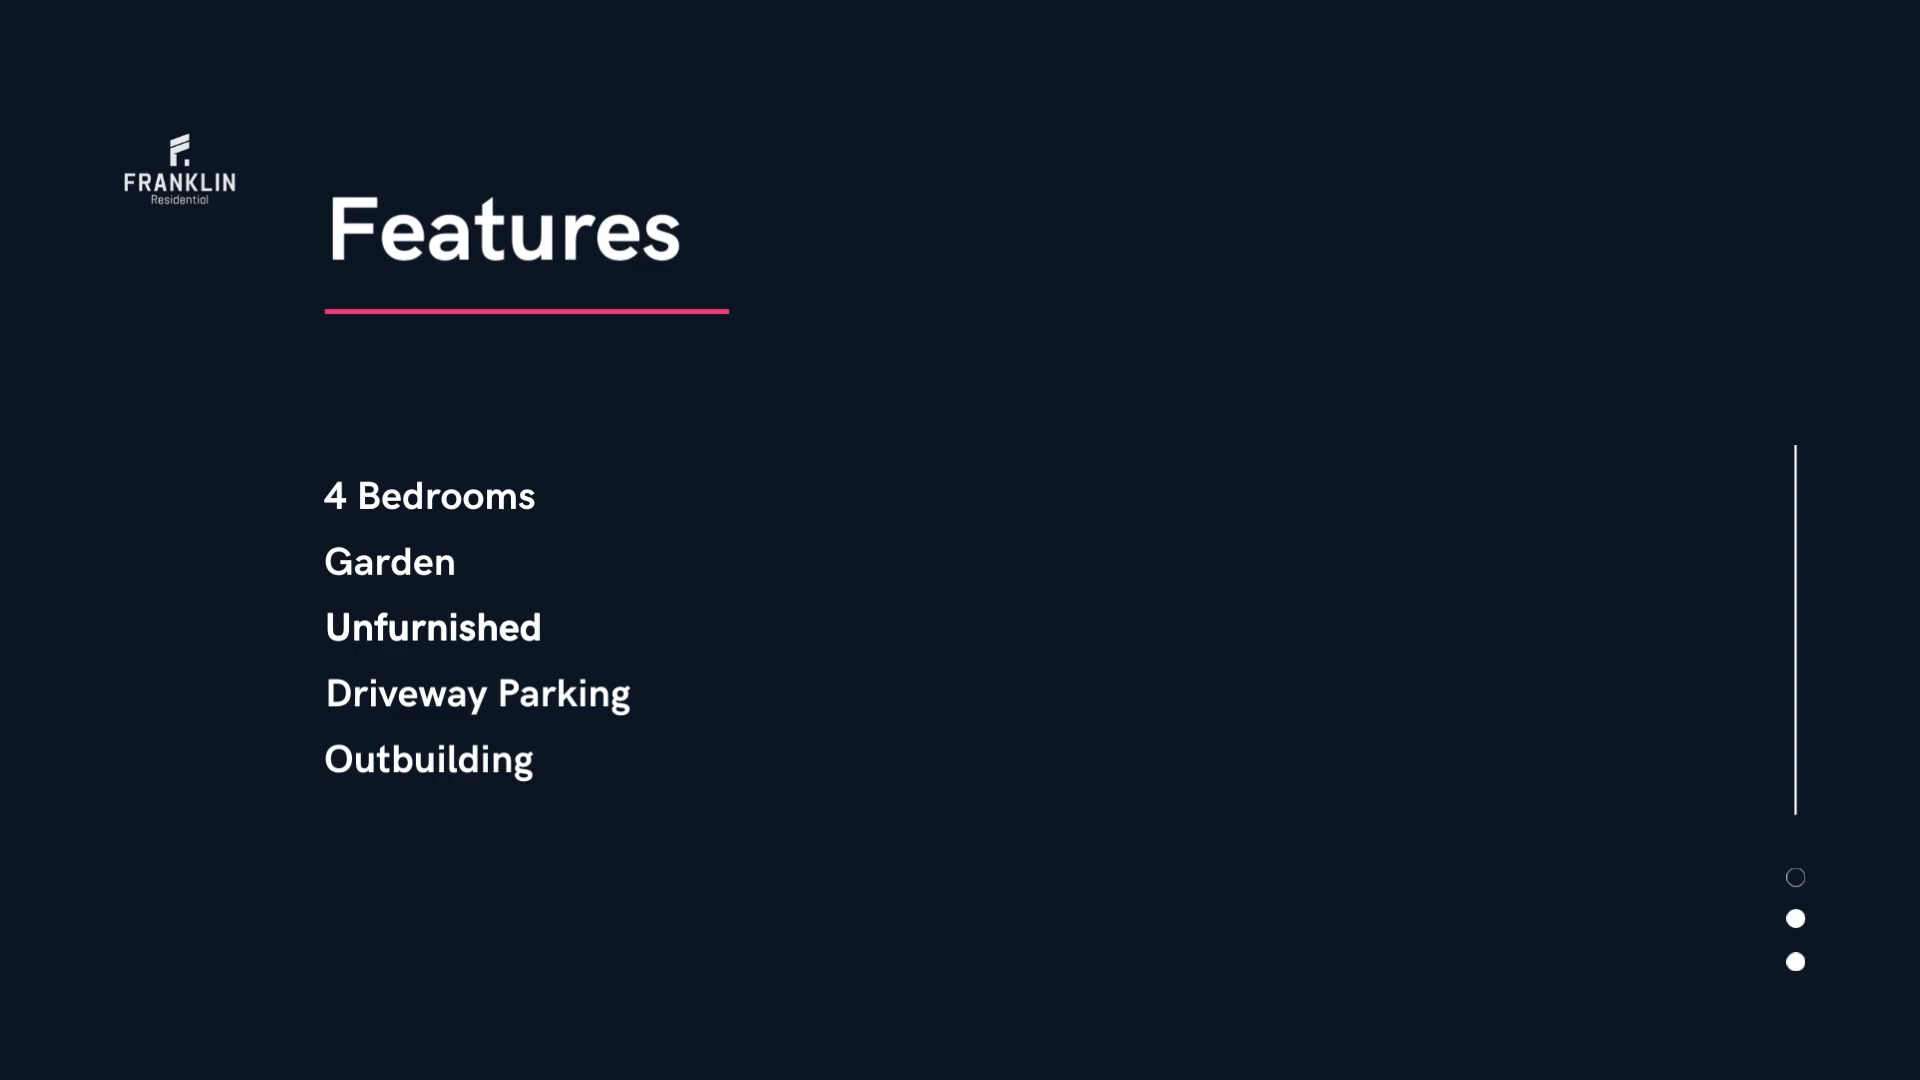 FRANKLIN
Residential
Features
4 Bedrooms
Garden
Unfurnished
Driveway Parking
Outbuilding